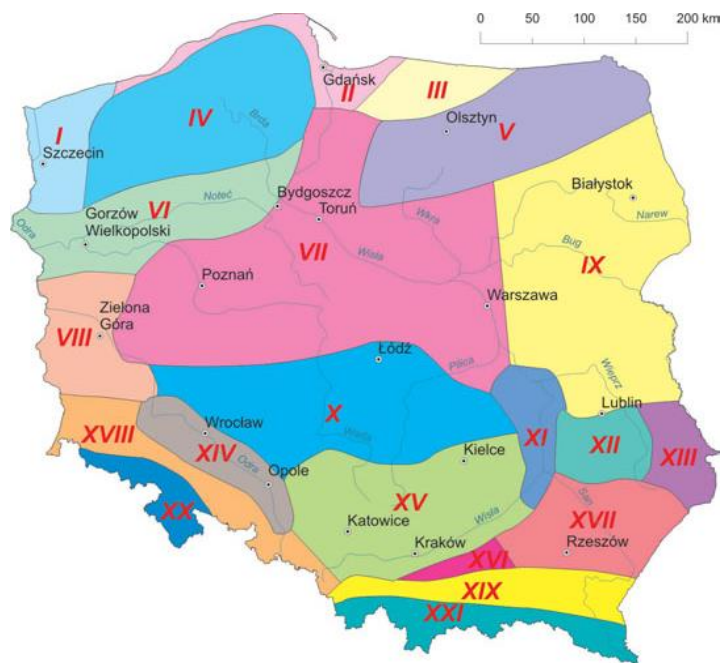 0 50 100 150 200 km
Gdańsk
II
III
I
IV
Brda
Olsztyn
V
Szczecin
Białystok
Bydgoszcz
Toruń
Noteć
VI
Gorzów
Wielkopolski
Odra
Wkra
Narew
Bug
VII
Wisła
IX
Poznań
Warszawa
Zielona
Góra
VIII
Łódź
Pilica
Wieprz
X
Lublin
Wrocław
XVIII
XIV
Warta
Kielce
XI
XII
XIII
Odra
Opole
XX
XV
San
XVII
Katowice
Wisła
Kraków
XVI
Rzeszów
XIX
XXI